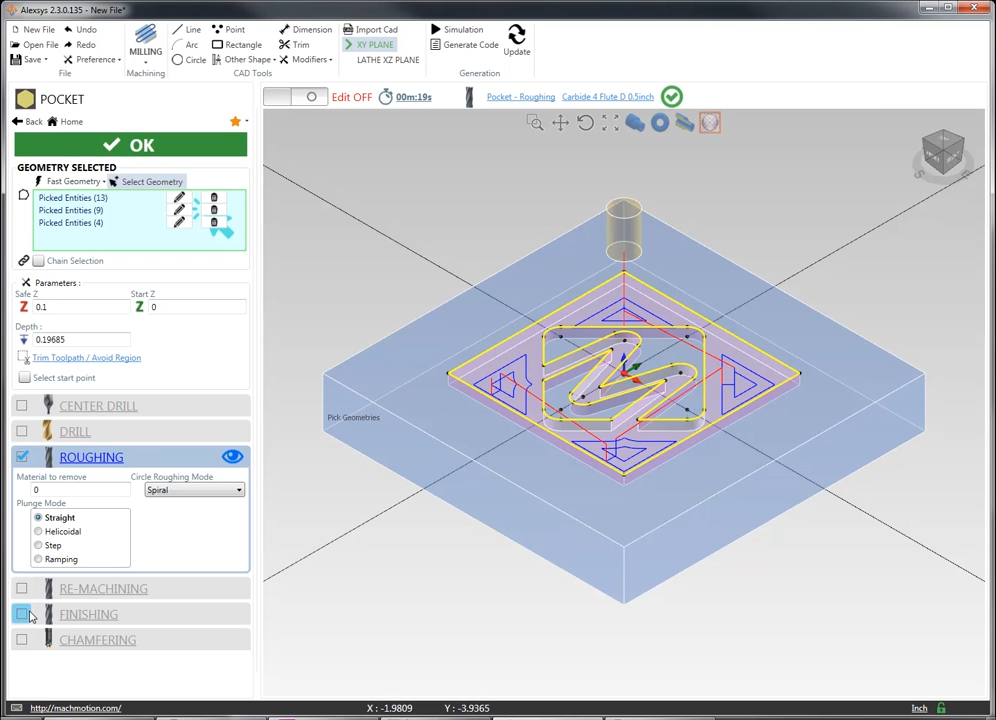 Alexsys 2.3.0.135 - New File*
New File
Undo
Open File
Redo
Save
Preference
File
MILLING
Machining
Line
Point
Arc
Rectangle
Circle
Other Shape
Dimension
Trim
Modifiers
CAD Tools
Import Cad
XY PLANE
LATHE XZ PLANE
Simulation
Generate Code
Update
Generation
POCKET
Back
Home
OK
GEOMETRY SELECTED
Fast Geometry
Select Geometry
Picked Entities (13)
Picked Entities (9)
Picked Entities (4)
Chain Selection
Parameters :
Safe Z
Start Z
Z 0.1
Z 0
Depth :
0.19685
Trim Toolpath / Avoid Region
Select start point
CENTER DRILL
DRILL
ROUGHING
Material to remove
Circle Roughing Mode
0
Spiral
Plunge Mode
Straight
Helicoidal
Step
Ramping
RE-MACHINING
FINISHING
CHAMFERING
Edit OFF
00m:19s
Pocket - Roughing
Carbide 4 Flute D 0.5inch
Pick Geometries
http://machmotion.com/
X : -1.9809
Y : -3.9365
Inch